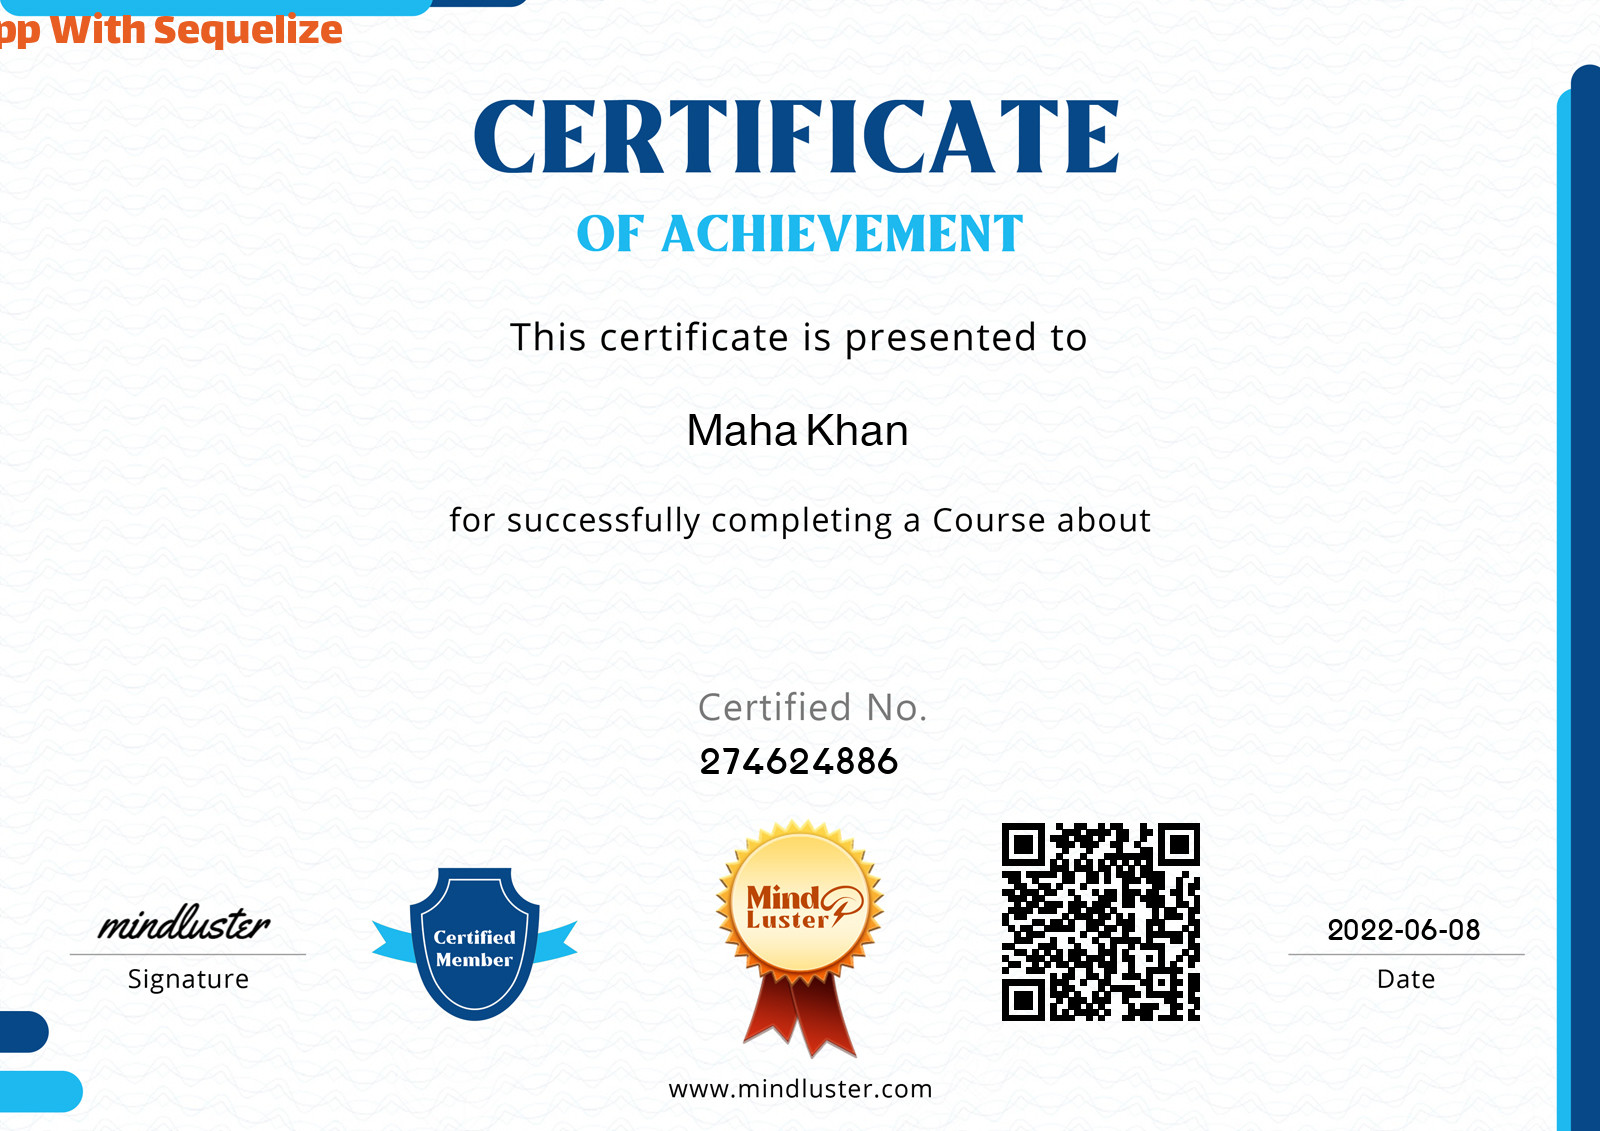 pp With Sequelize
CERTIFICATE
OF ACHIEVEMENT
This certificate is presented to
Maha Khan
for successfully completing a Course about
Certified No.
274624886
Mind
Luster
mindluster
Signature
Certified
Member
2022-06-08
Date
www.mindluster.com